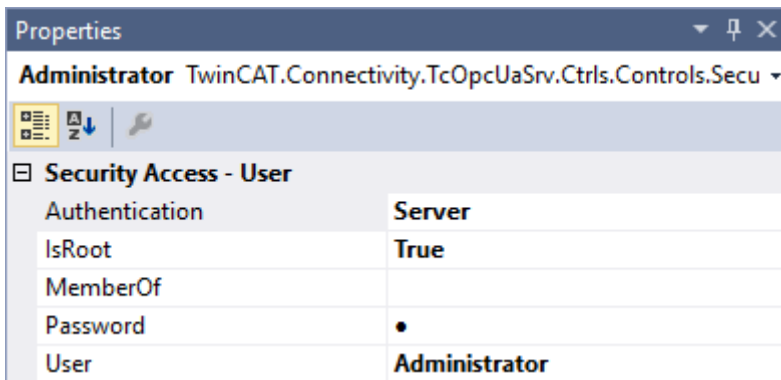 Properties
Administrator TwinCAT.Connectivity.TcOpcUaSrv.Ctrls.Controls.Secu
Security Access - User
Authentication Server
IsRoot True
MemberOf
Password ●
User Administrator